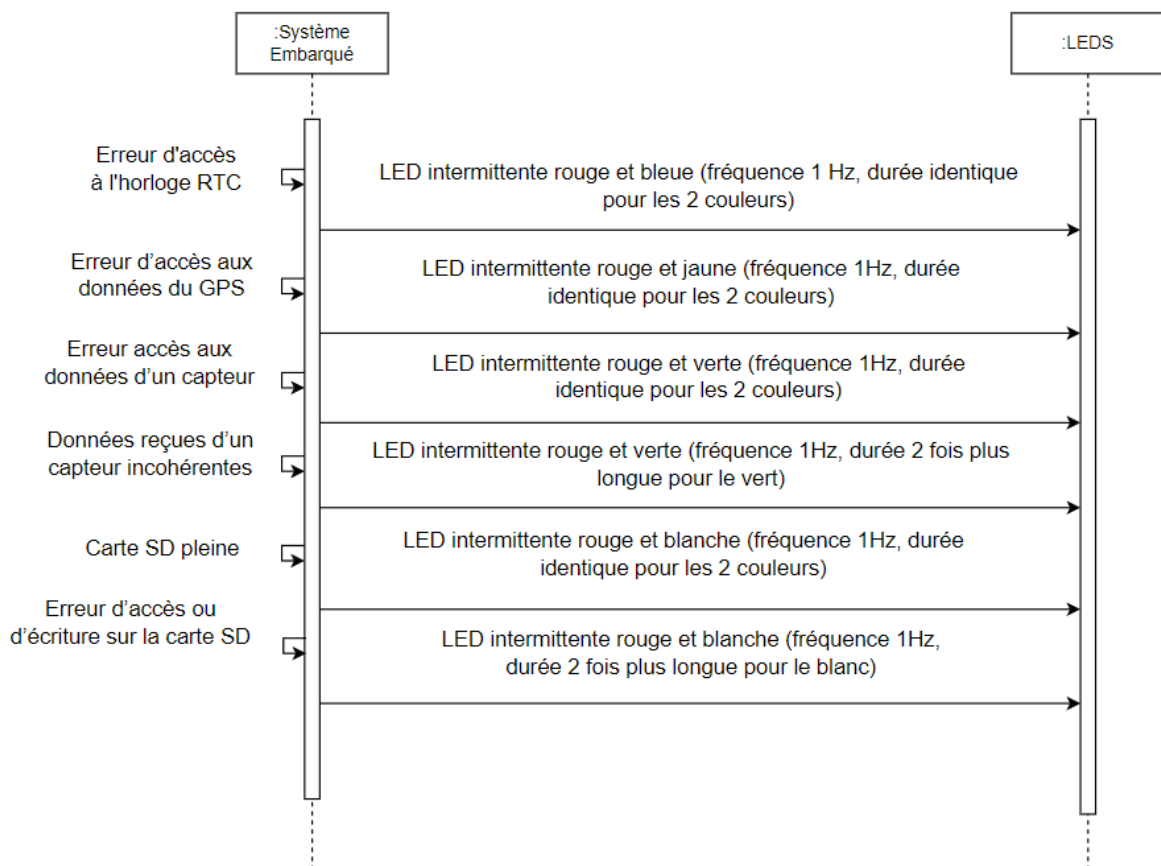 :Système
Embarqué
:LEDS
Erreur d'accès
à l'horloge RTC
LED intermittente rouge et bleue (fréquence 1 Hz, durée identique
pour les 2 couleurs)
Erreur d’accès aux
données du GPS
LED intermittente rouge et jaune (fréquence 1Hz, durée
identique pour les 2 couleurs)
Erreur accès aux
données d’un capteur
LED intermittente rouge et verte (fréquence 1Hz, durée
identique pour les 2 couleurs)
Données reçues d’un
capteur incohérentes
LED intermittente rouge et verte (fréquence 1Hz, durée 2 fois plus
longue pour le vert)
Carte SD pleine
LED intermittente rouge et blanche (fréquence 1Hz, durée
identique pour les 2 couleurs)
Erreur d’accès ou
d’écriture sur la carte SD
LED intermittente rouge et blanche (fréquence 1Hz,
durée 2 fois plus longue pour le blanc)